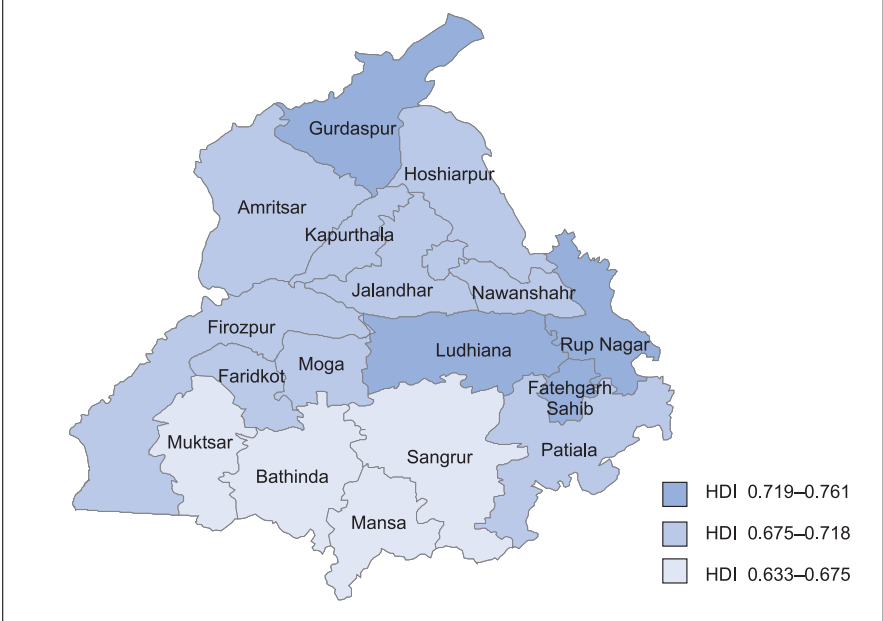 Gurdaspur
Hoshiarpur
Amritsar
Kapurthala
Jalandhar
Nawanshahr
Firozpur
Ludhiana
Rup Nagar
Moga
Faridkot
Fatehgarh
Sahib
Muktsar
Patiala
Sangrur
Bathinda
Mansa
HDI 0.719–0.761
HDI 0.675–0.718
HDI 0.633–0.675